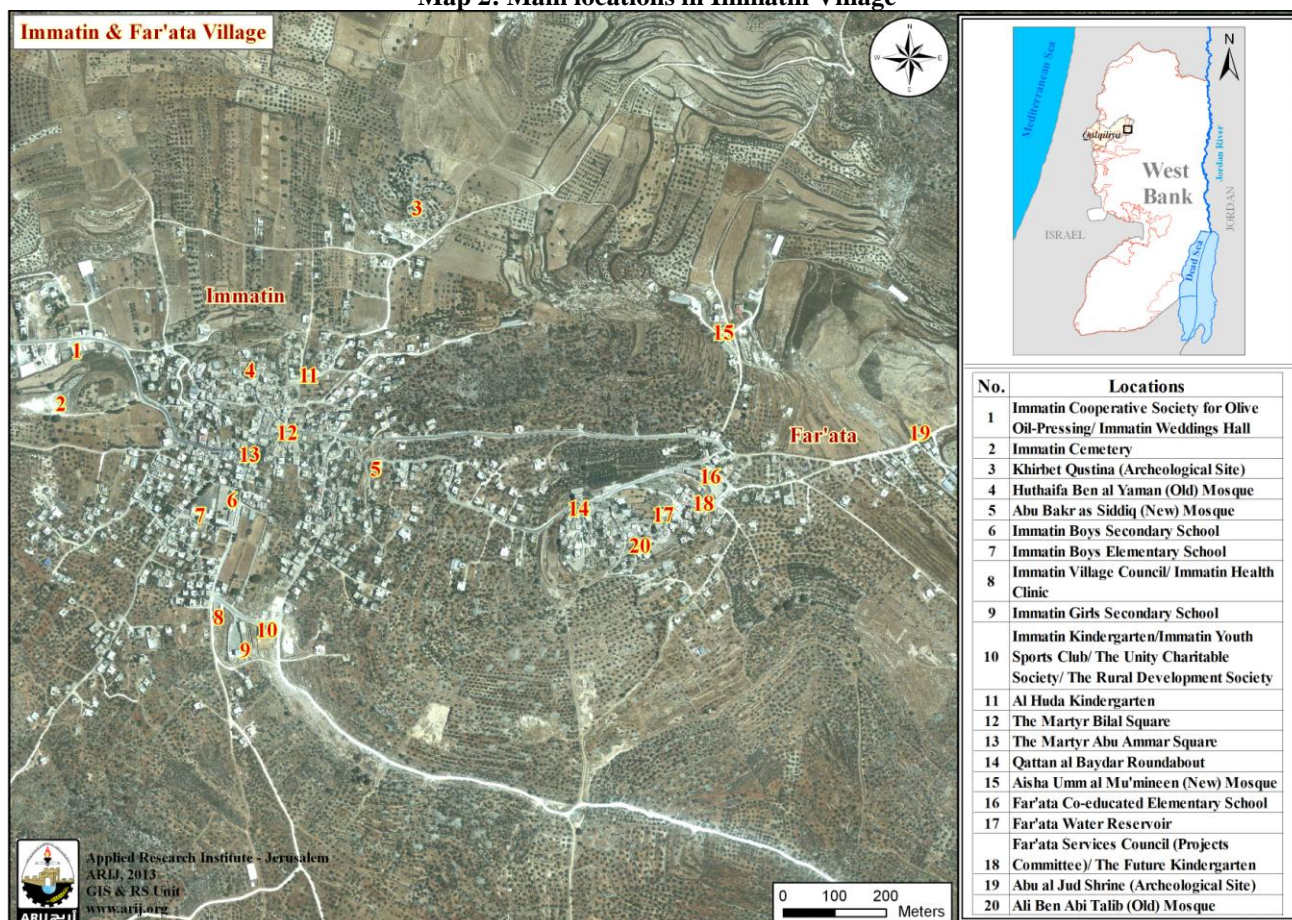 Map 2: Main locations in Immatin Village
Immatin & Far'ata Village
N
W
E
S
3
Immatin
1
4
11
2
12
13
5
6
7
8
10
9
15
Far'ata
19
16
14
17
18
20
Applied Research Institute - Jerusalem
ARIJ, 2013
GIS & RS Unit
www.arij.org
ARIJ أريج
0 100 200
Meters
N
Mediterranean Sea
Qalqiliya
West
Bank
Jordan River
JORDAN
ISRAEL
Dead Sea
No. Locations
1 Immatin Cooperative Society for Olive
Oil-Pressing/ Immatin Weddings Hall
2 Immatin Cemetery
3 Khirbet Qustina (Archeological Site)
4 Huthaifa Ben al Yaman (Old) Mosque
5 Abu Bakr as Siddiq (New) Mosque
6 Immatin Boys Secondary School
7 Immatin Boys Elementary School
8 Immatin Village Council/ Immatin Health
Clinic
9 Immatin Girls Secondary School
10 Immatin Kindergarten/Immatin Youth
Sports Club/ The Unity Charitable
Society/ The Rural Development Society
11 Al Huda Kindergarten
12 The Martyr Bilal Square
13 The Martyr Abu Ammar Square
14 Qattan al Baydar Roundabout
15 Aisha Umm al Mu'mineen (New) Mosque
16 Far'ata Co-educated Elementary School
17 Far'ata Water Reservoir
18 Far'ata Services Council (Projects
Committee)/ The Future Kindergarten
19 Abu al Jud Shrine (Archeological Site)
20 Ali Ben Abi Talib (Old) Mosque